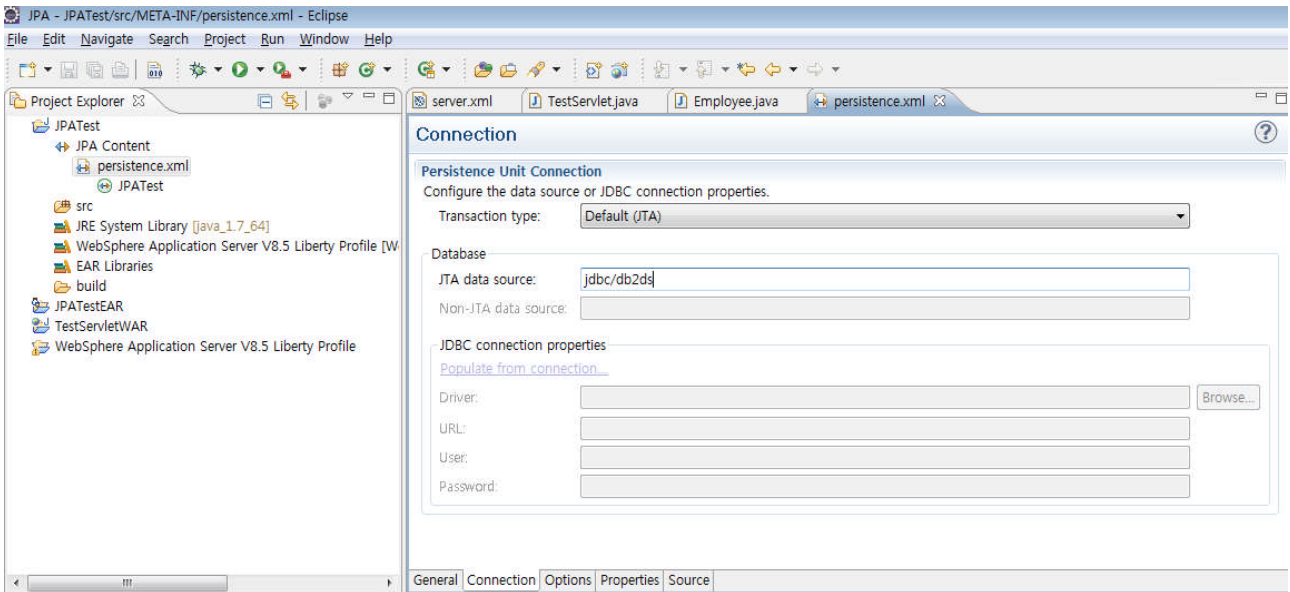 JPA - JPATest/src/META-INF/persistence.xml - Eclipse
File Edit Navigate Search Project Run Window Help
Project Explorer
JPATest
JPA Content
persistence.xml
JPATest
src
JRE System Library [java_1.7_64]
WebSphere Application Server V8.5 Liberty Profile [W
EAR Libraries
build
JPATestEAR
TestServletWAR
WebSphere Application Server V8.5 Liberty Profile
server.xml TestServlet.java Employee.java persistence.xml
Connection
Persistence Unit Connection
Configure the data source or JDBC connection properties.
Transaction type: Default (JTA)
Database
JTA data source: jdbc/db2ds
Non-JTA data source:
JDBC connection properties
Populate from connection...
Driver: Browse...
URL:
User:
Password:
General Connection Options Properties Source